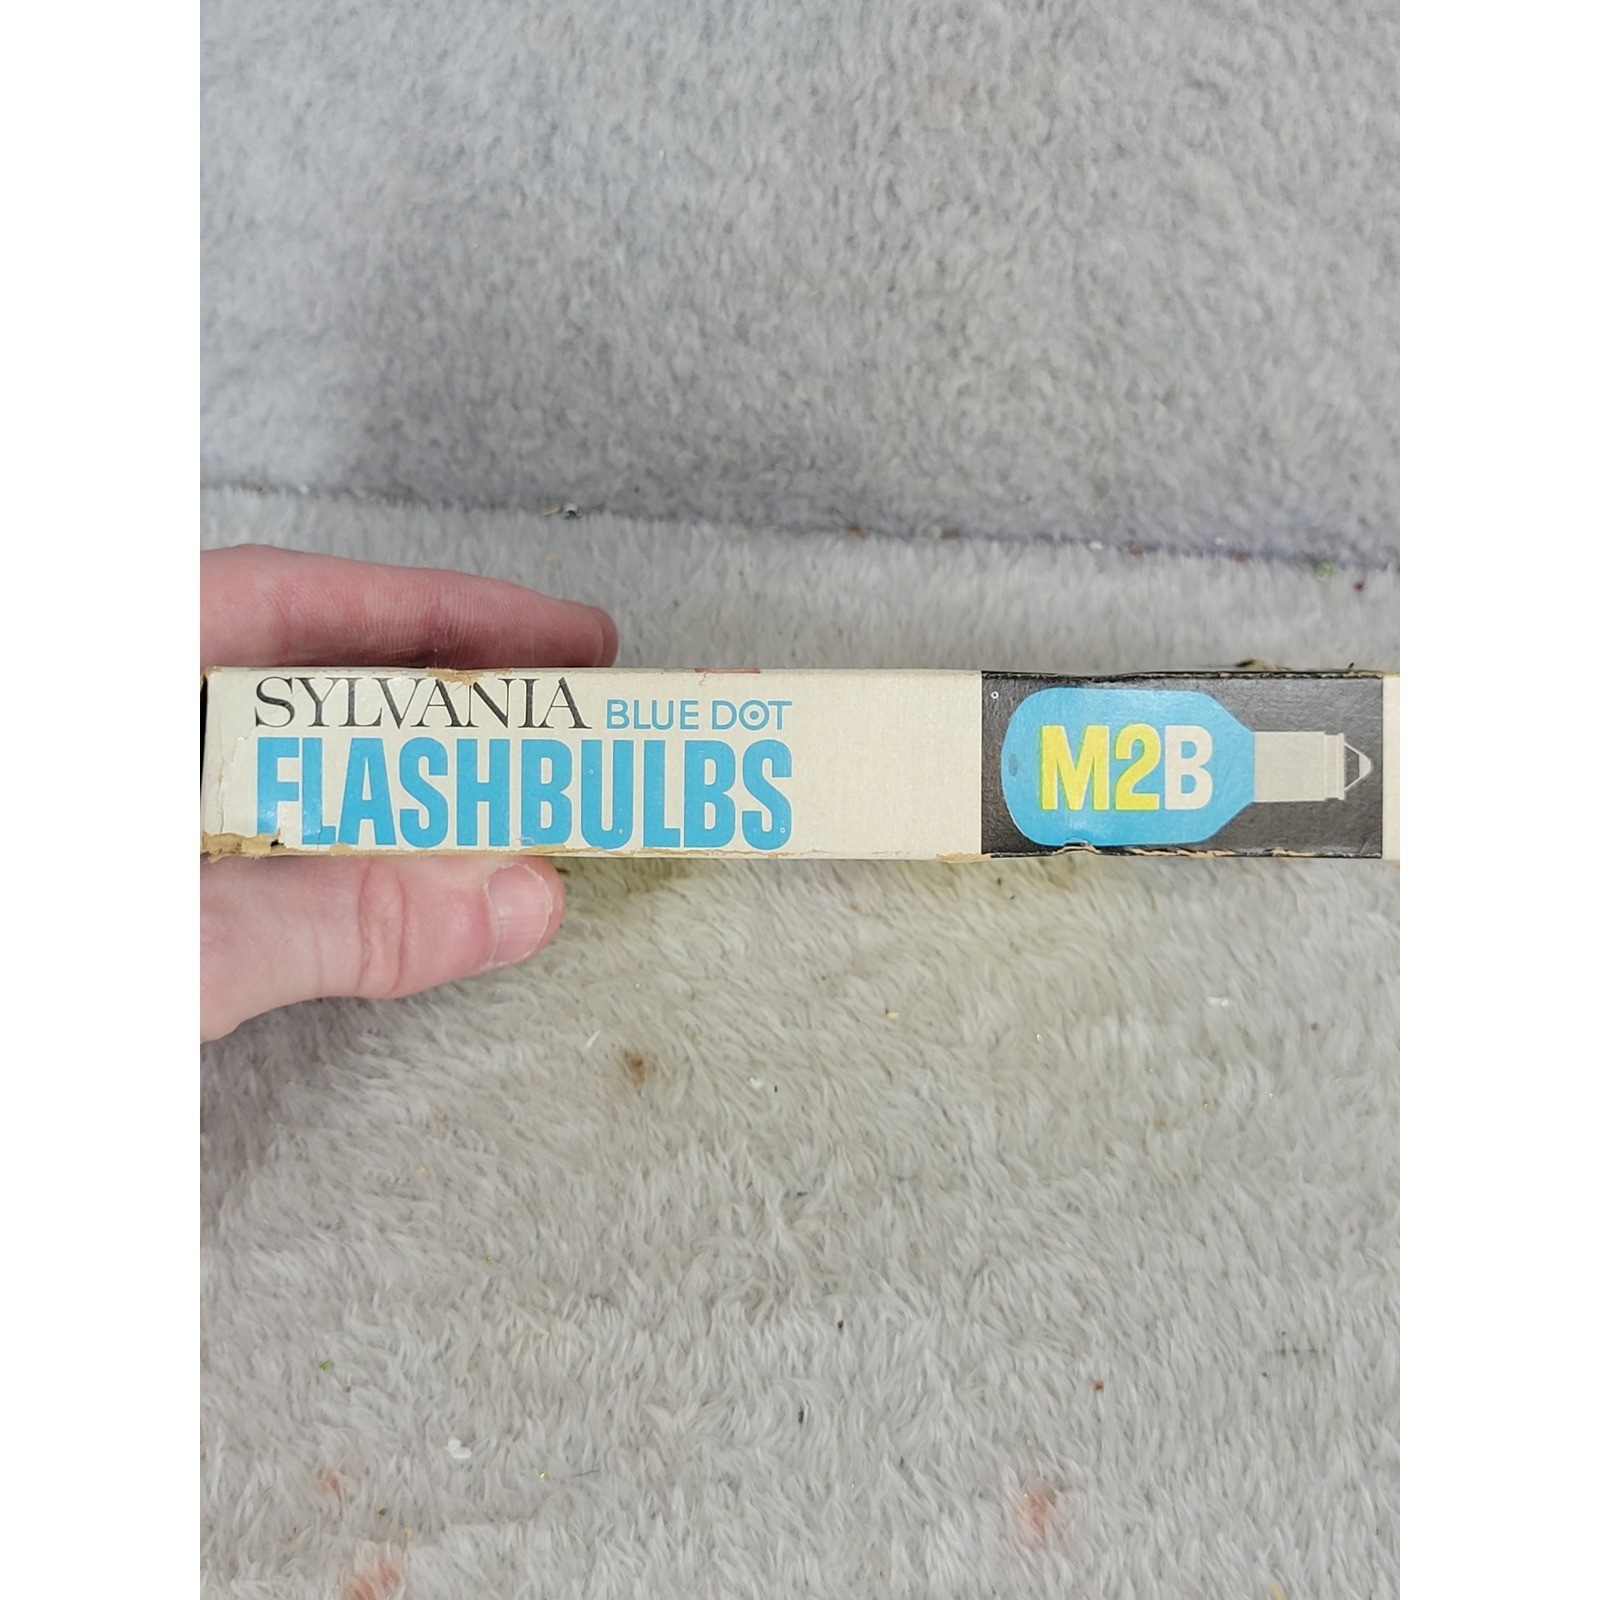 SYLVANIA BLUE DOT
FLASHBULBS
M2B